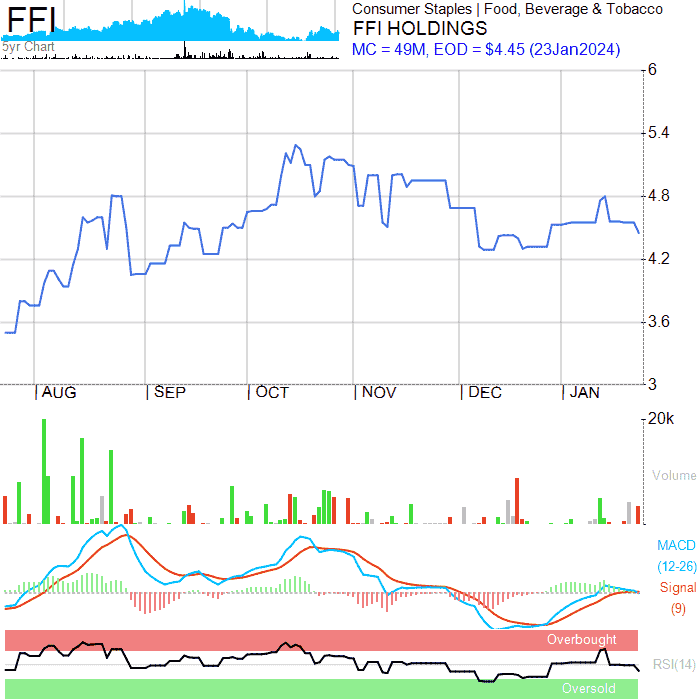 FFI
5yr Chart
Consumer Staples | Food, Beverage & Tobacco
FFI HOLDINGS
MC = 49M, EOD = $4.45 (23Jan2024)
6
5.4
4.8
4.2
3.6
3
|AUG |SEP |OCT |NOV |DEC |JAN
20k
Volume
MACD
(12-26)
Signal
(9)
Overbought
RSI(14)
Oversold